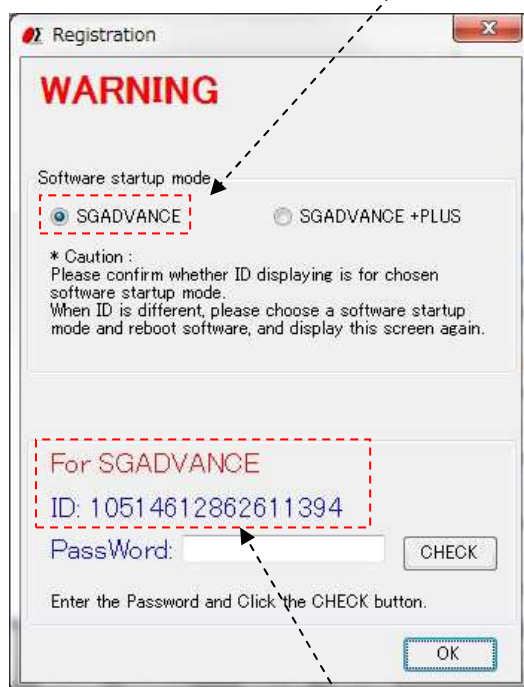 Registration
WARNING
Software startup mode
SGADVANCE
SGADVANCE +PLUS
* Caution :
Please confirm whether ID displaying is for chosen
software startup mode.
When ID is different, please choose a software startup
mode and reboot software, and display this screen again.
For SGADVANCE
ID: 10514612862611394
PassWord:
CHECK
Enter the Password and Click the CHECK button.
OK